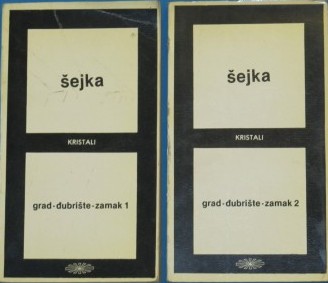 šejka
KRISTALI
grad-đubrište-zamak 1
šejka
KRISTALI
grad-đubrište-zamak 2